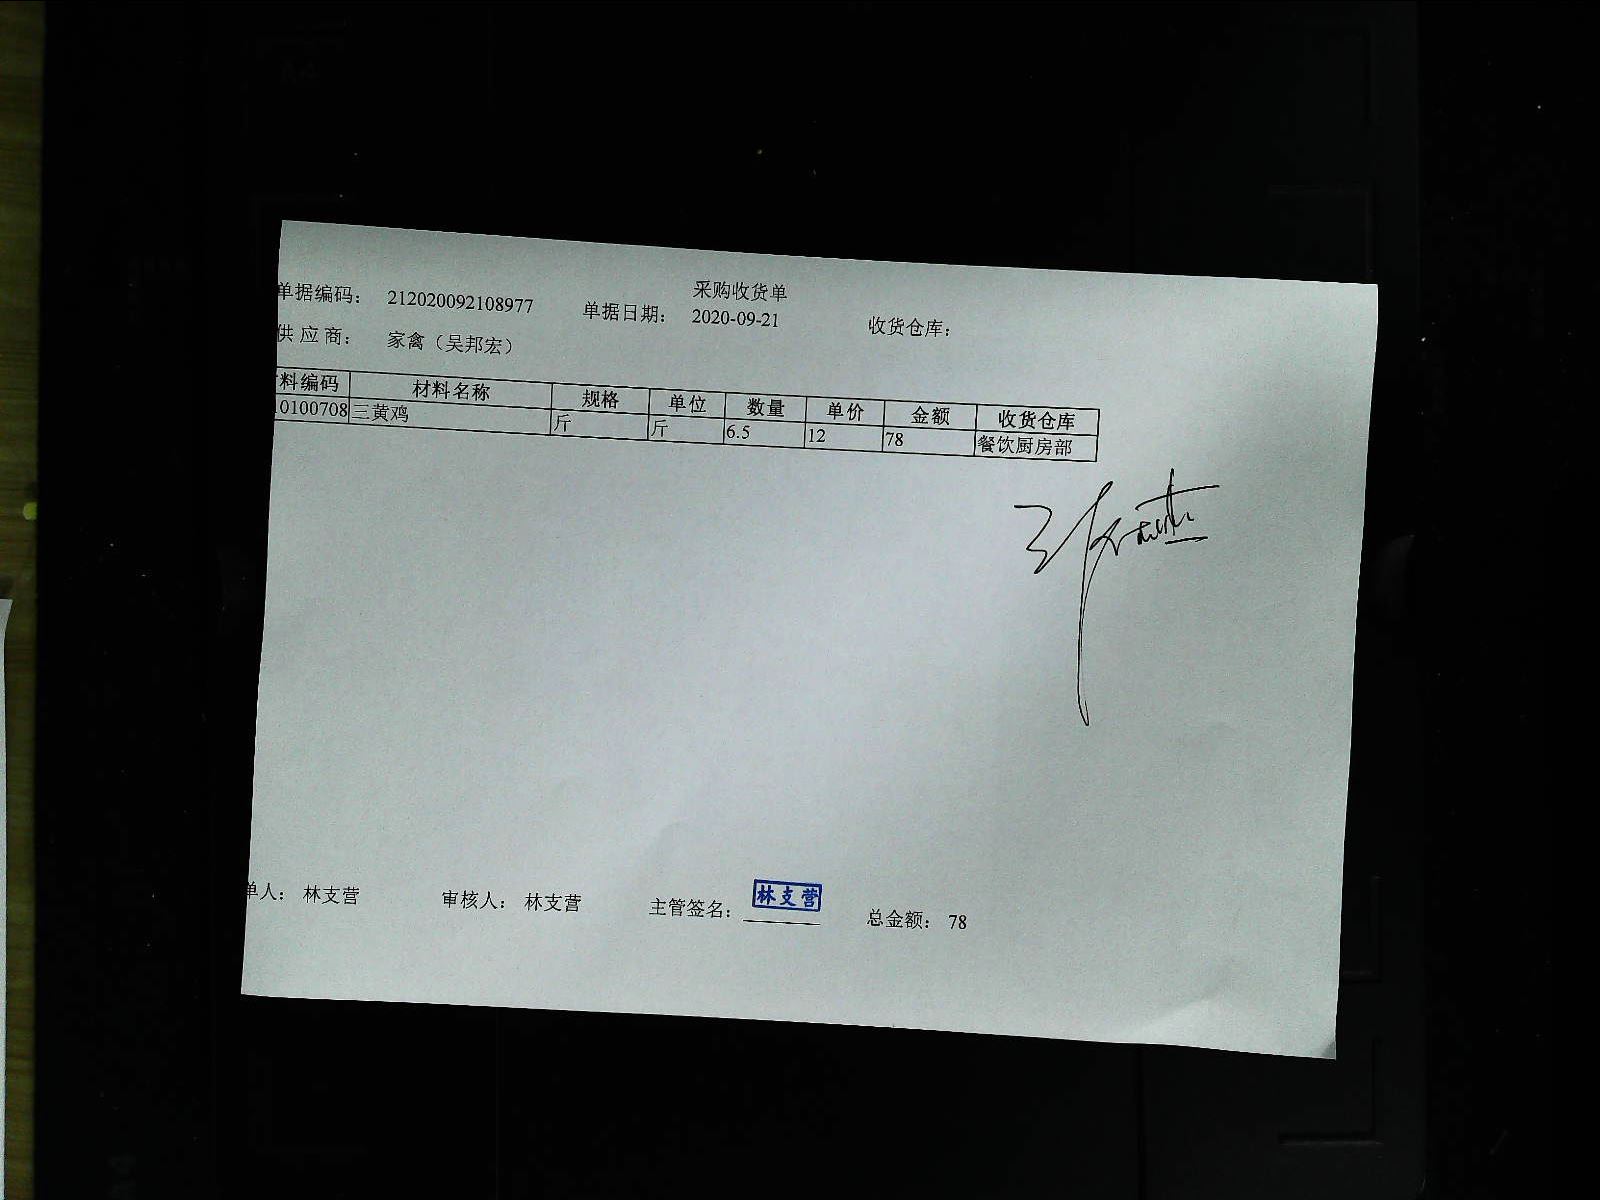 采购收货单
单据编码： 212020092108977 单据日期： 2020-09-21 收货仓库：
供应商： 家禽（吴邦宏）
料编码 材料名称 规格 单位 数量 单价 金额 收货仓库
10100708 三黄鸡 斤 斤 6.5 12 78 餐饮厨房部
单人： 林支营 审核人： 林支营 主管签名： 林支营 总金额： 78